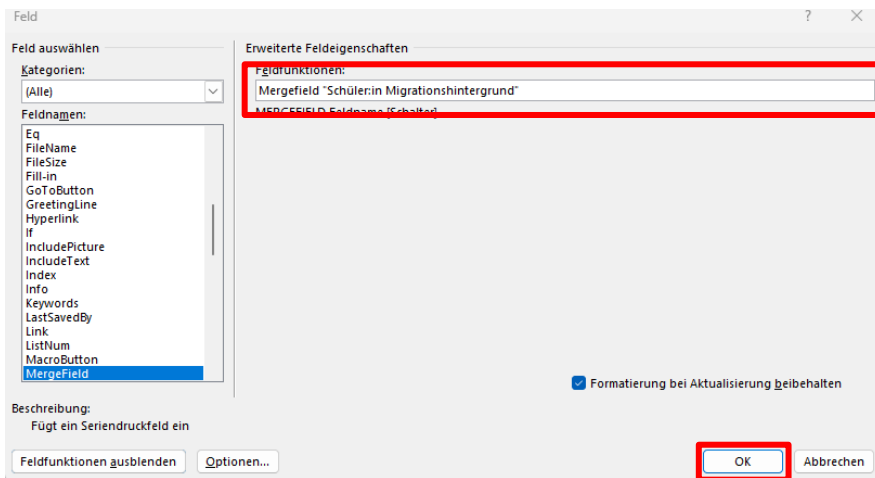 Feld
?
Feld auswählen
Erweiterte Feldeigenschaften
Kategorien:
Feldfunktionen:
(Alle)
Mergefield "Schüler:in Migrationshintergrund"
Feldnamen:
MERGEFIELD Feldname [Schalter]
Eq
FileName
FileSize
Fill-in
GoToButton
GreetingLine
Hyperlink
If
IncludePicture
IncludeText
Index
Info
Keywords
LastSavedBy
Link
ListNum
MacroButton
MergeField
Formatierung bei Aktualisierung beibehalten
Beschreibung:
Fügt ein Seriendruckfeld ein
Feldfunktionen ausblenden
Optionen...
OK
Abbrechen